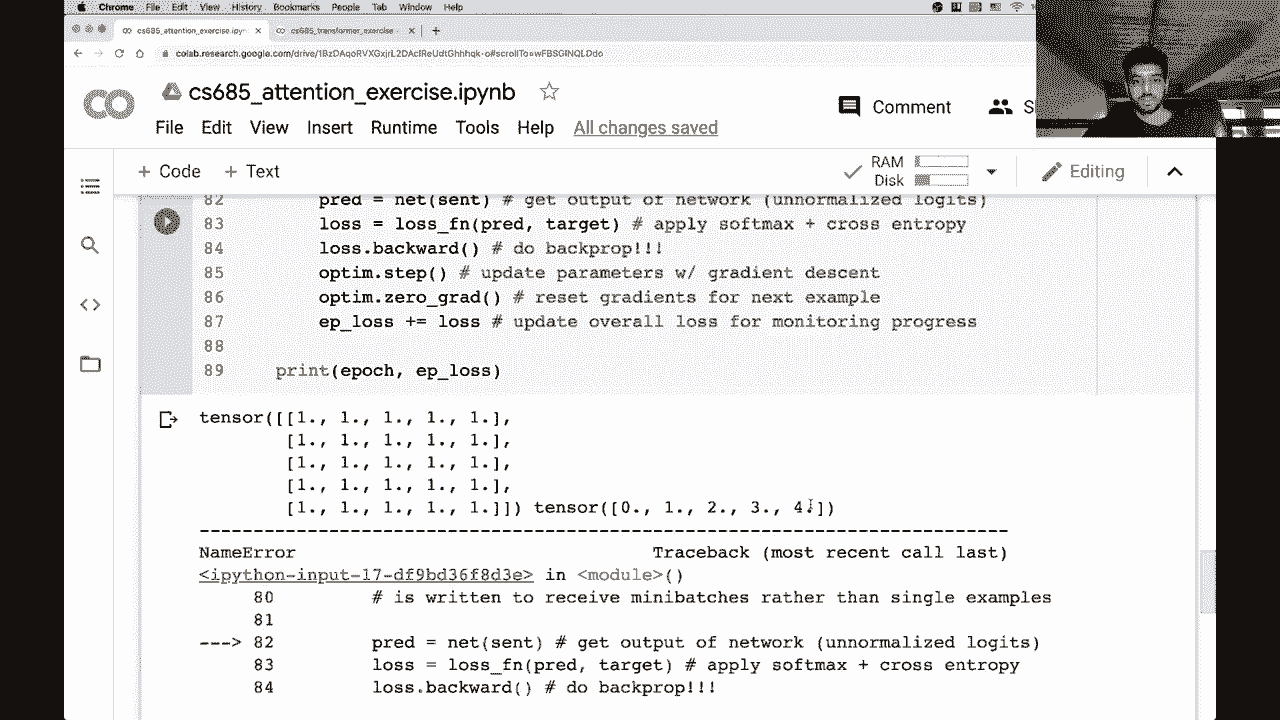 Chrome File Edit View History Bookmarks People Tab Window Help
cs685_attention_exercise.ipyn × cs685_transformer_exercise × +
colab.research.google.com/drive/
CO cs685_attention_exercise.ipynb
Comment
File Edit View Insert Runtime Tools Help All changes saved
+ Code + Text RAM Disk Editing
82 pred = net(sent) # get output of network (unnormalized logits)
83 loss = loss_fn(pred, target) # apply softmax + cross entropy
84 loss.backward() # do backprop!!!
85 optim.step() # update parameters w/ gradient descent
86 optim.zero_grad() # reset gradients for next example
87 ep_loss += loss # update overall loss for monitoring progress
88
89 print(epoch, ep_loss)
tensor([[1., 1., 1., 1., 1.],
[1., 1., 1., 1., 1.],
[1., 1., 1., 1., 1.],
[1., 1., 1., 1., 1.],
[1., 1., 1., 1., 1.]]) tensor([0., 1., 2., 3., 4.])
---------------------------------------------------------------------------
NameError Traceback (most recent call last)
<ipython-input-17-df9bd36f8d3e> in <module>()
80 # is written to receive minibatches rather than single examples
81
---> 82 pred = net(sent) # get output of network (unnormalized logits)
83 loss = loss_fn(pred, target) # apply softmax + cross entropy
84 loss.backward() # do backprop!!!